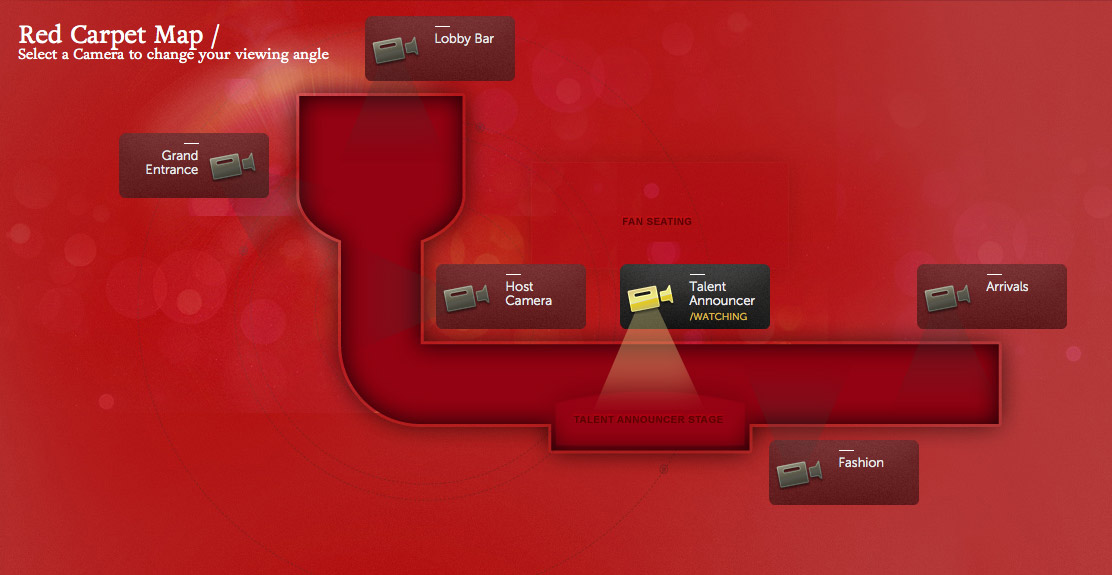 Red Carpet Map /
Select a Camera to change your viewing angle
Lobby Bar
Grand
Entrance
FAN SEATING
Host
Camera
Talent
Announcer
/WATCHING
Arrivals
TALENT ANNOUNCER STAGE
Fashion